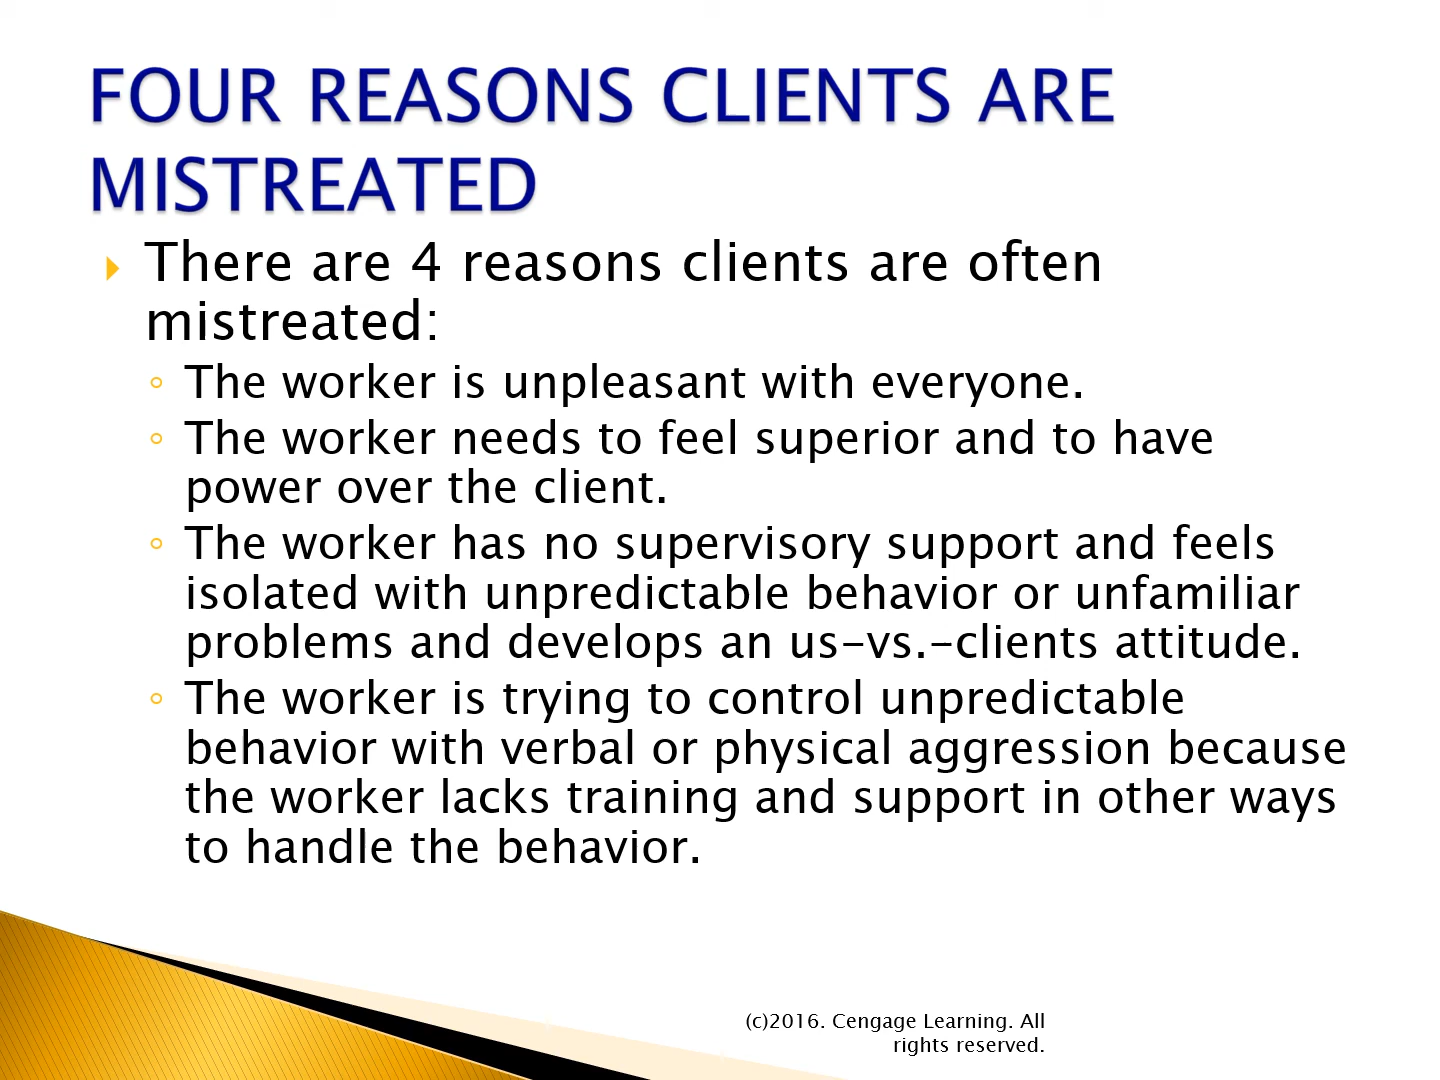 FOUR REASONS CLIENTS ARE
MISTREATED
There are 4 reasons clients are often
mistreated:
The worker is unpleasant with everyone.
The worker needs to feel superior and to have
power over the client.
The worker has no supervisory support and feels
isolated with unpredictable behavior or unfamiliar
problems and develops an us-vs.-clients attitude.
The worker is trying to control unpredictable
behavior with verbal or physical aggression because
the worker lacks training and support in other ways
to handle the behavior.
(c)2016. Cengage Learning. All
rights reserved.